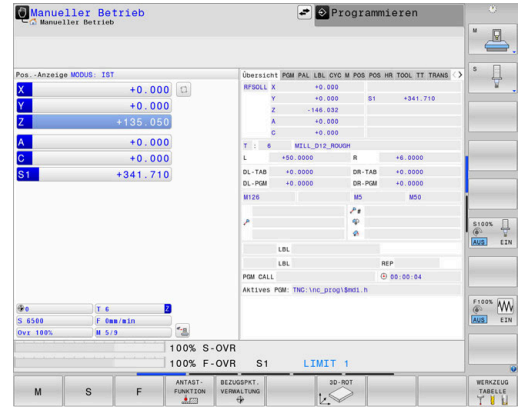 Manueller Betrieb
Manueller Betrieb
Programmieren
Pos.-Anzeige MODUS: IST
X +0.000
Y +0.000
Z +135.050
A +0.000
C +0.000
S1 +341.710
0
T 6 Z
S 6500 F 0mm/min
Ovr 100% M 5/9
Übersicht PGM PAL LBL CYC M POS POS HR TOOL TT TRANS
RFSOLL X +0.000
Y +0.000 S1 +341.710
Z -146.032
A +0.000
C +0.000
T : 6 MILL_D12_ROUGH
L +50.0000 R +6.0000
DL-TAB +0.0000 DR-TAB +0.0000
DL-PGM +0.0000 DR-PGM +0.0000
M126 M5 M50
LBL
LBL REP
PGM CALL 00:00:04
Aktives PGM: TNC:\nc_prog\$mdi.h
100% S-OVR
100% F-OVR S1 LIMIT 1
M
S
F
ANTAST-
FUNKTION
BEZUGSPKT.
VERWALTUNG
3D-ROT
WERKZEUG
TABELLE
M
S
S100%
AUS EIN
F100%
AUS EIN